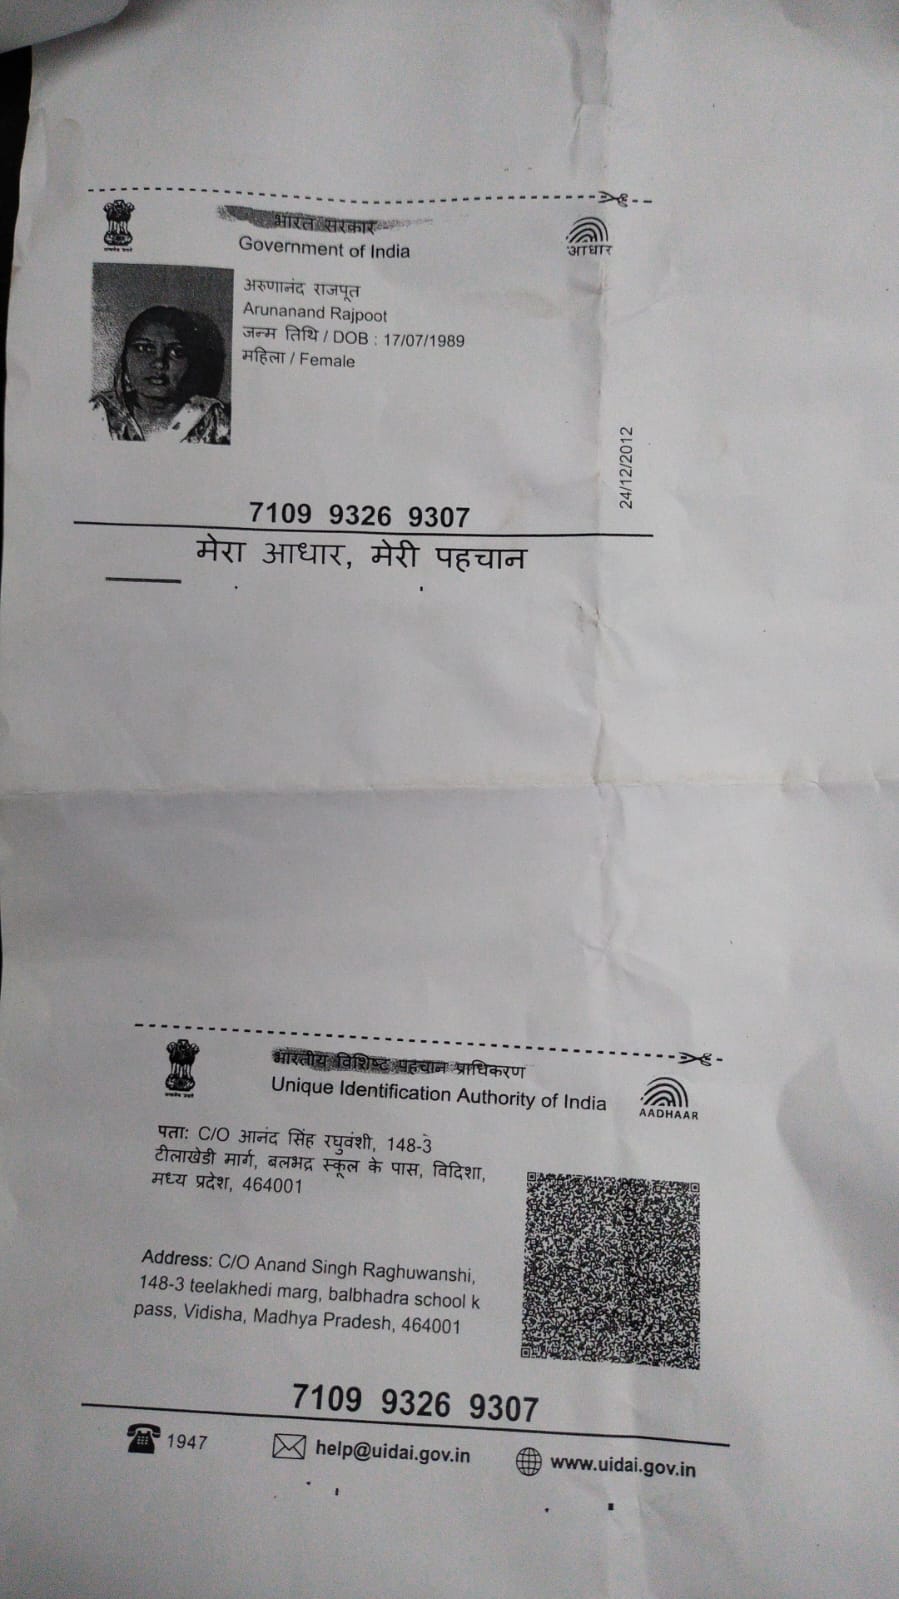 भारत सरकार
Government of India
आधार
अरुणानंद राजपूत
Arunanand Rajpoot
जन्म तिथि / DOB : 17/07/1989
महिला / Female
24/12/2012
7109 9326 9307
मेरा आधार, मेरी पहचान
भारतीय विशिष्ट पहचान प्राधिकरण
Unique Identification Authority of India
AADHAAR
पता: C/O आनंद सिंह रघुवंशी, 148-3
टीलाखेडी मार्ग, बलभद्र स्कूल के पास, विदिशा,
मध्य प्रदेश, 464001
Address: C/O Anand Singh Raghuwanshi,
148-3 teelakhedi marg, balbhadra school k
pass, Vidisha, Madhya Pradesh, 464001
7109 9326 9307
1947
help@uidai.gov.in
www.uidai.gov.in